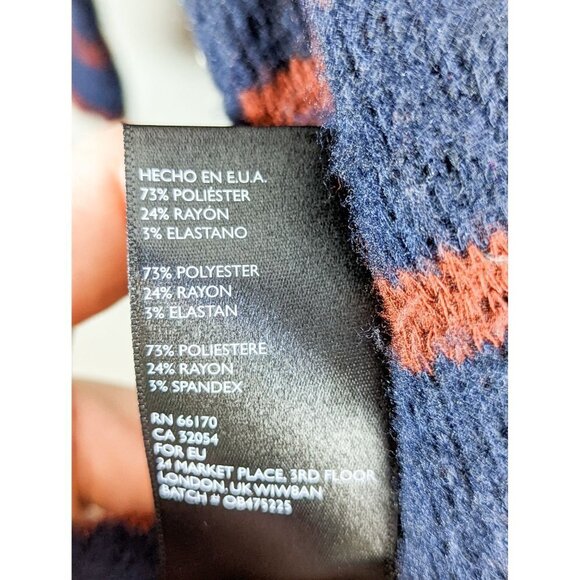 HECHO EN E.U.A.
73% POLIÉSTER
24% RAYÓN
3% ELASTANO
73% POLYESTER
24% RAYON
3% ELASTAN
73% POLIESTERE
24% RAYON
3% SPANDEX
RN 66170
CA 32054
FOR EU
24 MARKET PLACE, 3RD FLOOR
LONDON, UK W1W8AN
BATCH # OB475225